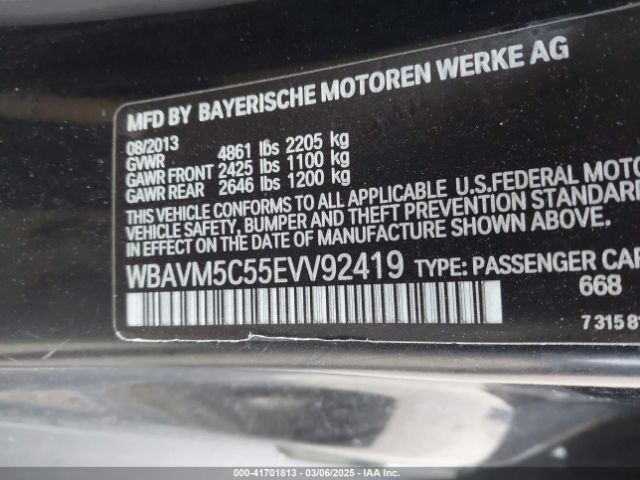 MFD BY BAYERISCHE MOTOREN WERKE AG
08/2013
GVWR 4861 lbs 2205 kg
GAWR FRONT 2425 lbs 1100 kg
GAWR REAR 2646 lbs 1200 kg
THIS VEHICLE CONFORMS TO ALL APPLICABLE U.S.FEDERAL MOTO
VEHICLE SAFETY, BUMPER AND THEFT PREVENTION STANDARD
IN EFFECT ON THE DATE OF MANUFACTURE SHOWN ABOVE.
WBAVM5C55EVV92419 TYPE: PASSENGER CAR
668
7 315 81
000-41701813 - 03/06/2025 - IAA Inc.